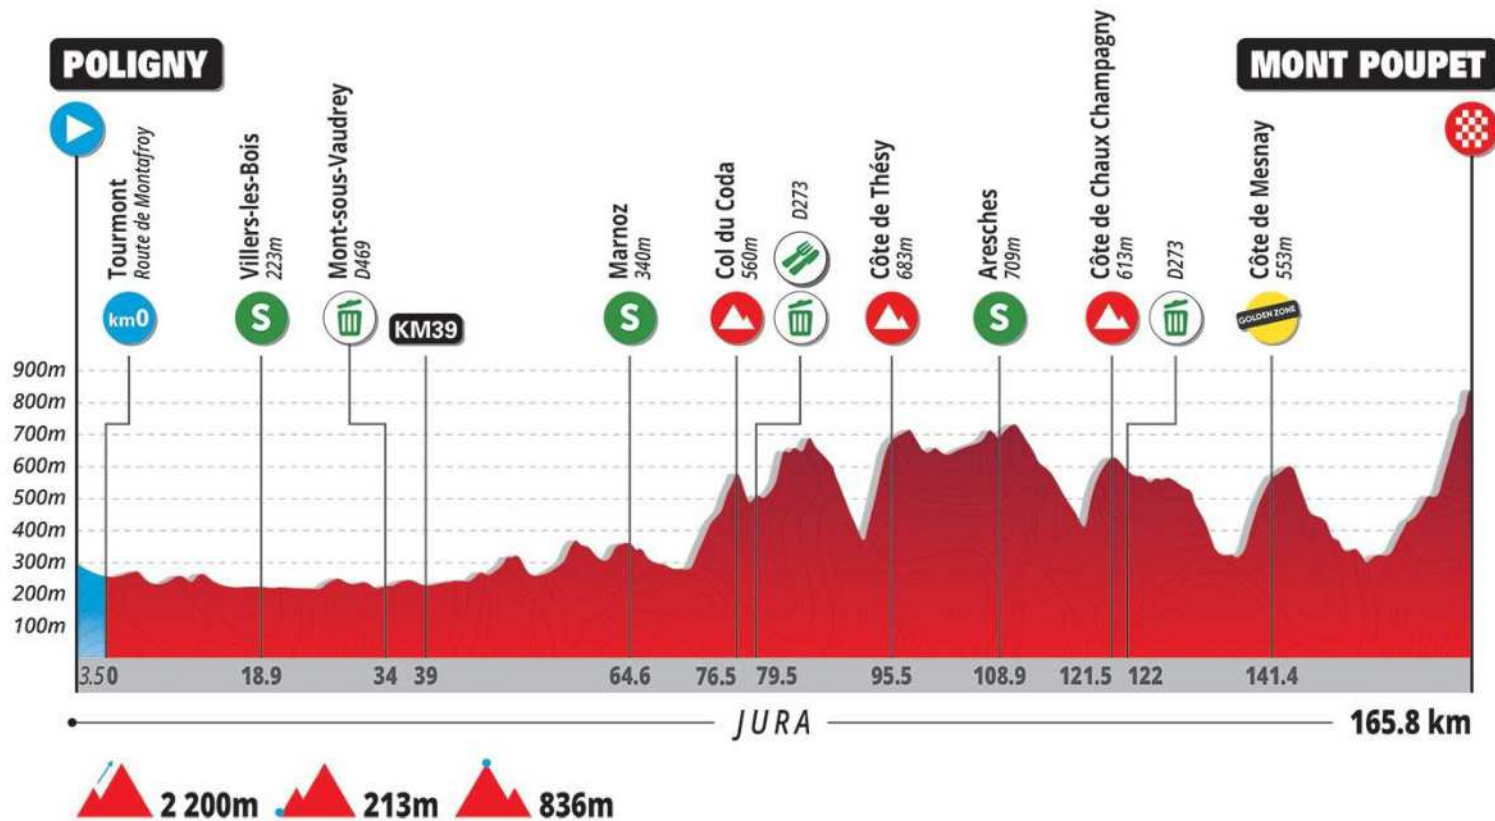 POLIGNY
MONT POUPET
Tourmont
Route de Montafroy
Villers-les-Bois
223m
Mont-sous-Vaudrey
D469
Marnoz
340m
Col du Coda
560m
D273
Côte de Thésy
683m
Aresches
709m
Côte de Chaux Champagny
613m
D273
Côte de Mesnay
553m
km0
S
KM39
S
S
GOLDEN ZONE
900m
800m
700m
600m
500m
400m
300m
200m
100m
3.50 18.9 34 39 64.6 76.5 79.5 95.5 108.9 121.5 122 141.4
JURA
165.8 km
2 200m 213m 836m